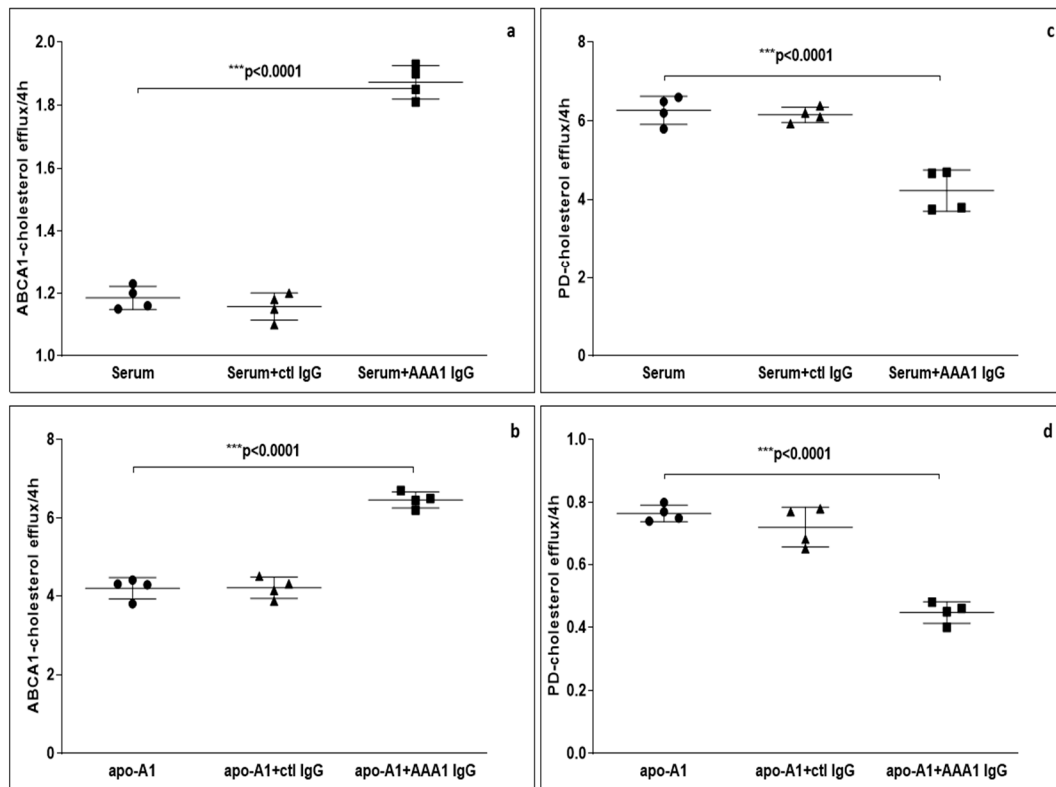 a
ABCA1-cholesterol efflux/4h
2.0
1.8
1.6
1.4
1.2
1.0
***p<0.0001
Serum
Serum+ctl IgG
Serum+AAA1 IgG
c
PD-cholesterol efflux/4h
8
6
4
2
0
***p<0.0001
Serum
Serum+ctl IgG
Serum+AAA1 IgG
b
ABCA1-cholesterol efflux/4h
8
6
4
2
0
***p<0.0001
apo-A1
apo-A1+ctl IgG
apo-A1+AAA1 IgG
d
PD-cholesterol efflux/4h
1.0
0.8
0.6
0.4
0.2
0.0
***p<0.0001
apo-A1
apo-A1+ctl IgG
apo-A1+AAA1 IgG